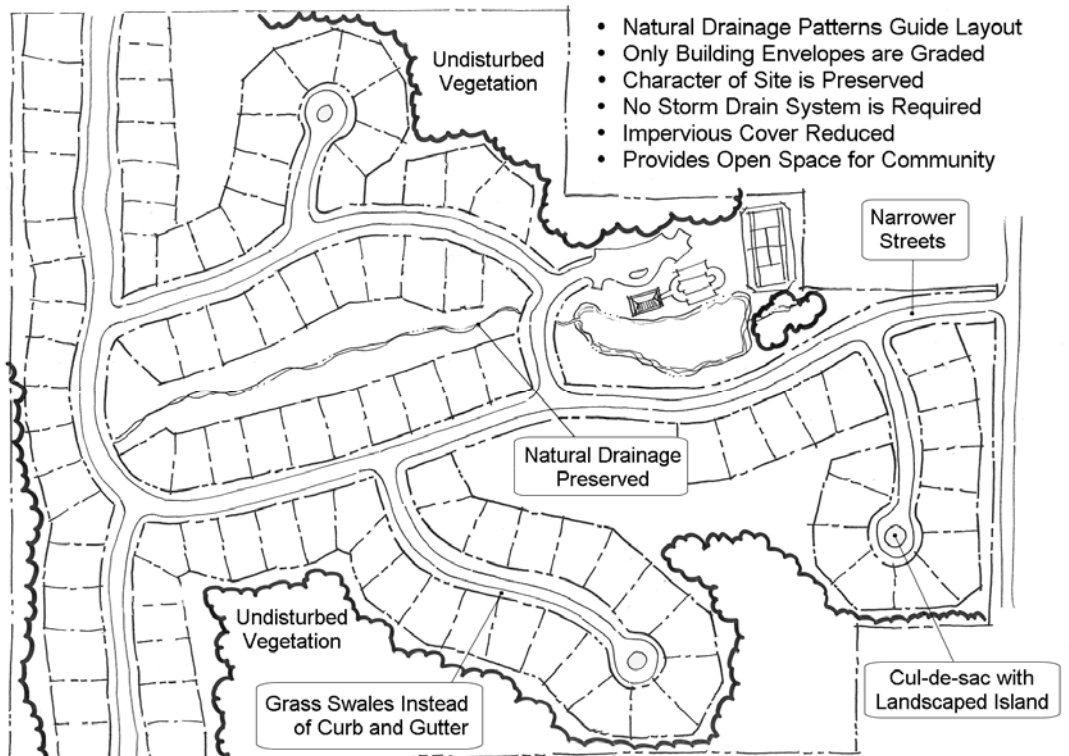 • Natural Drainage Patterns Guide Layout
• Only Building Envelopes are Graded
• Character of Site is Preserved
• No Storm Drain System is Required
• Impervious Cover Reduced
• Provides Open Space for Community
Undisturbed
Vegetation
Narrower
Streets
Natural Drainage
Preserved
Undisturbed
Vegetation
Grass Swales Instead
of Curb and Gutter
Cul-de-sac with
Landscaped Island